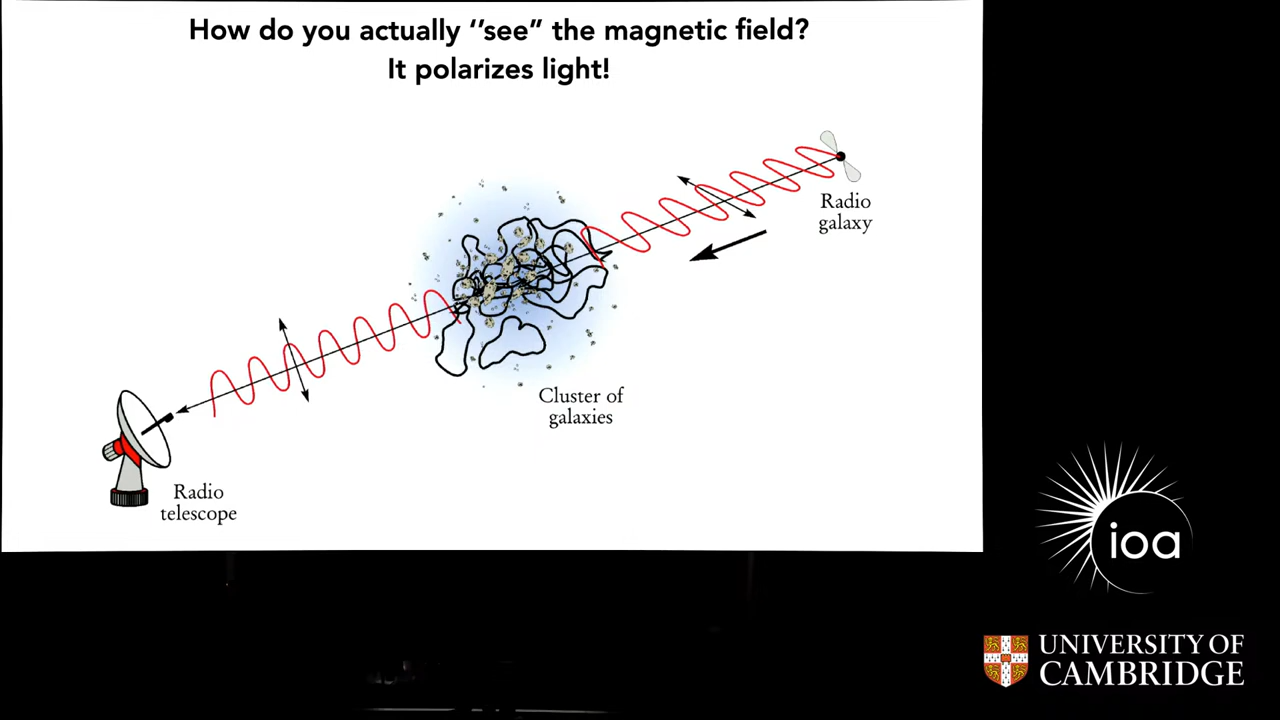 How do you actually ‘‘see” the magnetic field?
It polarizes light!
Radio
galaxy
Cluster of
galaxies
Radio
telescope
ioa
UNIVERSITY OF
CAMBRIDGE